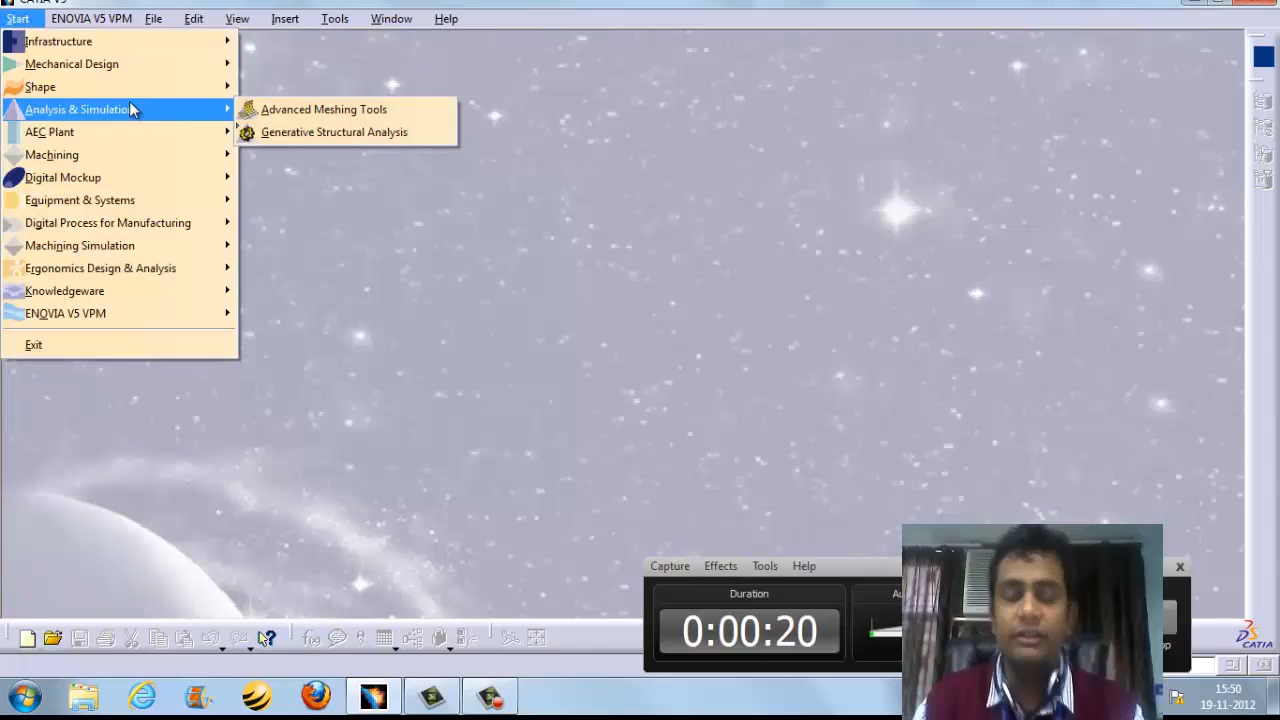 CATIA V5
Start ENOVIA V5 VPM File Edit View Insert Tools Window Help
Infrastructure
Mechanical Design
Shape
Analysis & Simulation
Advanced Meshing Tools
AEC Plant
Generative Structural Analysis
Machining
Digital Mockup
Equipment & Systems
Digital Process for Manufacturing
Machining Simulation
Ergonomics Design & Analysis
Knowledgeware
ENOVIA V5 VPM
Exit
Capture Effects Tools Help
Duration
0:00:20
CATIA
15:50
19-11-2012